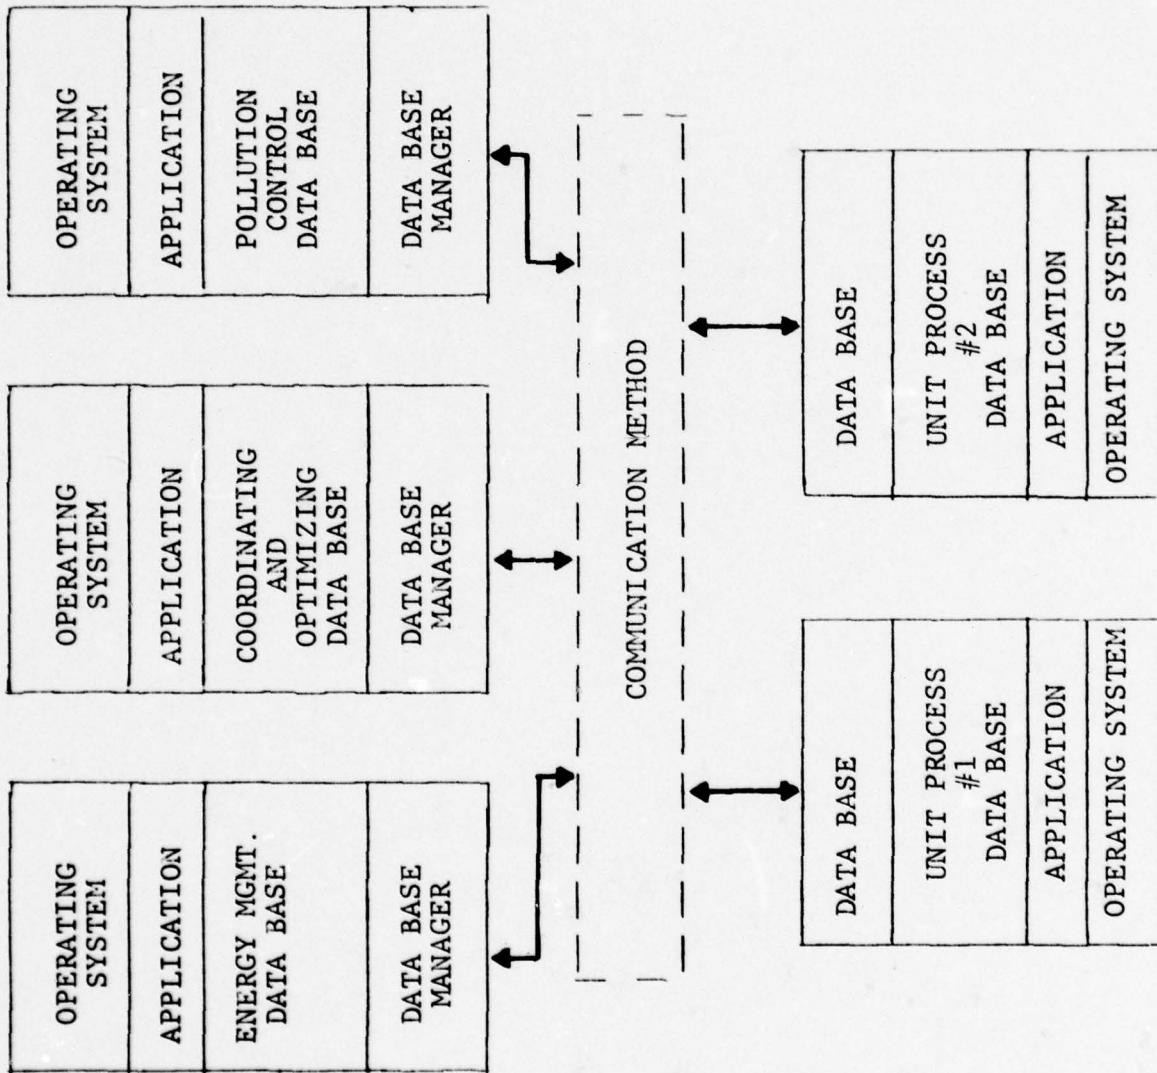 OPERATING
SYSTEM
APPLICATION
ENERGY MGMT.
DATA BASE
DATA BASE
MANAGER
OPERATING
SYSTEM
APPLICATION
COORDINATING
AND
OPTIMIZING
DATA BASE
DATA BASE
MANAGER
OPERATING
SYSTEM
APPLICATION
POLLUTION
CONTROL
DATA BASE
DATA BASE
MANAGER
COMMUNICATION METHOD
DATA BASE
UNIT PROCESS
#1
DATA BASE
APPLICATION
OPERATING SYSTEM
DATA BASE
UNIT PROCESS
#2
DATA BASE
APPLICATION
OPERATING SYSTEM